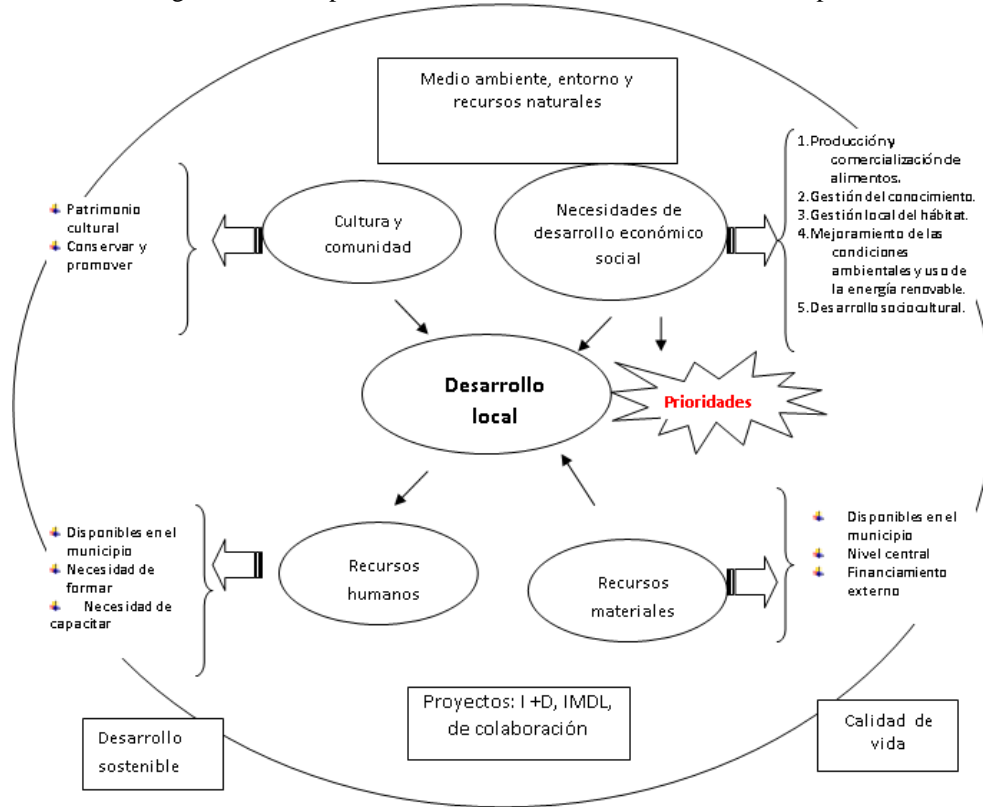 Medio ambiente, entorno y
recursos naturales
Patrimonio
cultural
Conservar y
promover
Cultura y
comunidad
Necesidades de
desarrollo económico
social
1.Producción y
comercialización de
alimentos.
2.Gestión del conocimiento.
3.Gestión local del hábitat.
4.Mejoramiento de las
condiciones
ambientales y uso de
la energía renovable.
5.Desarrollo sociocultural.
Desarrollo
local
Prioridades
Disponibles en el
municipio
Necesidad de
formar
Necesidad de
capacitar
Recursos
humanos
Recursos
materiales
Disponibles en el
municipio
Nivel central
Financiamiento
externo
Proyectos: I +D, IMDL,
de colaboración
Desarrollo
sostenible
Calidad de
vida